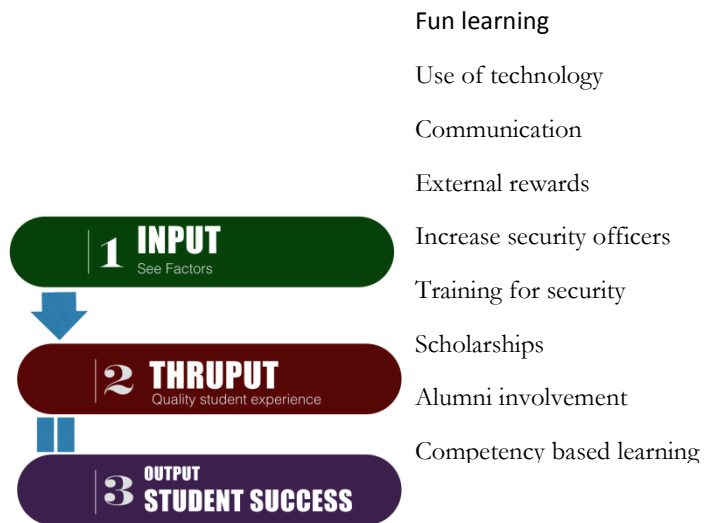 Fun learning
Use of technology
Communication
External rewards
Increase security officers
Training for security
Scholarships
Alumni involvement
Competency based learning
1 INPUT
See Factors
2 THRUPUT
Quality student experience
3 OUTPUT
STUDENT SUCCESS